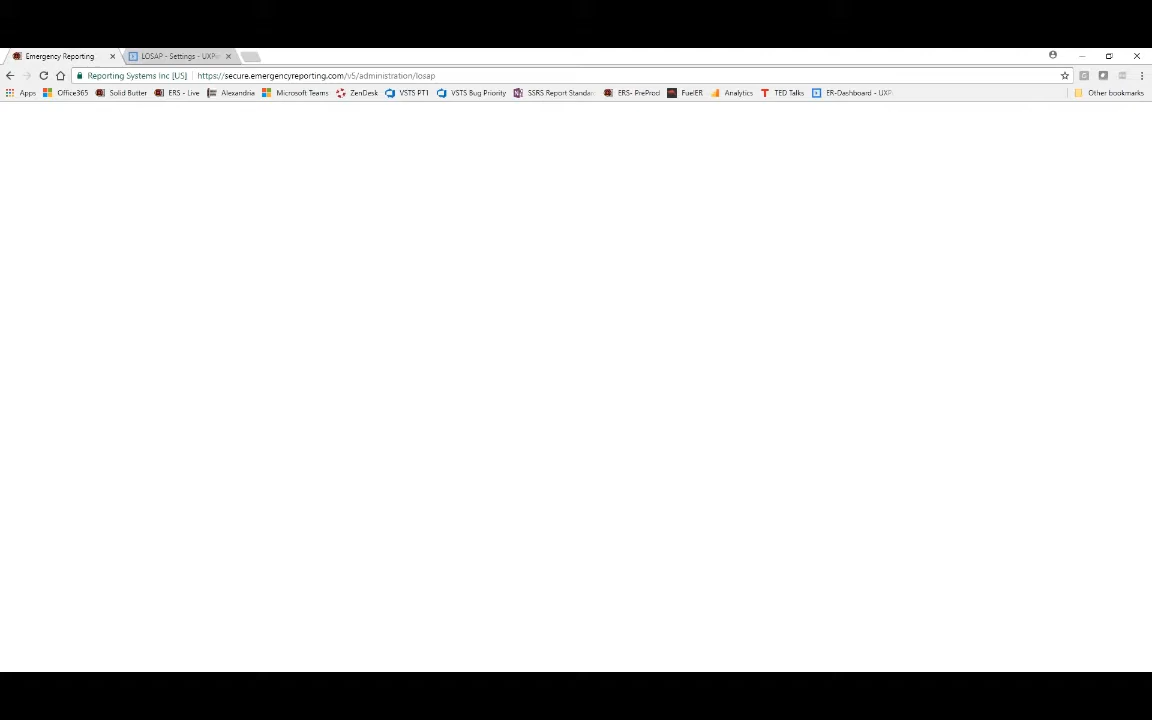 Emergency Reporting LOSAP - Settings - UXPi
Reporting Systems Inc [US] https://secure.emergencyreporting.com/v5/administration/losap
Apps Office365 Solid Butter ERS - Live Alexandria Microsoft Teams ZenDesk VSTS PT1 VSTS Bug Priority SSRS Report Standar ERS- PreProd FuelER Analytics TED Talks ER-Dashboard - UXP Other bookmarks